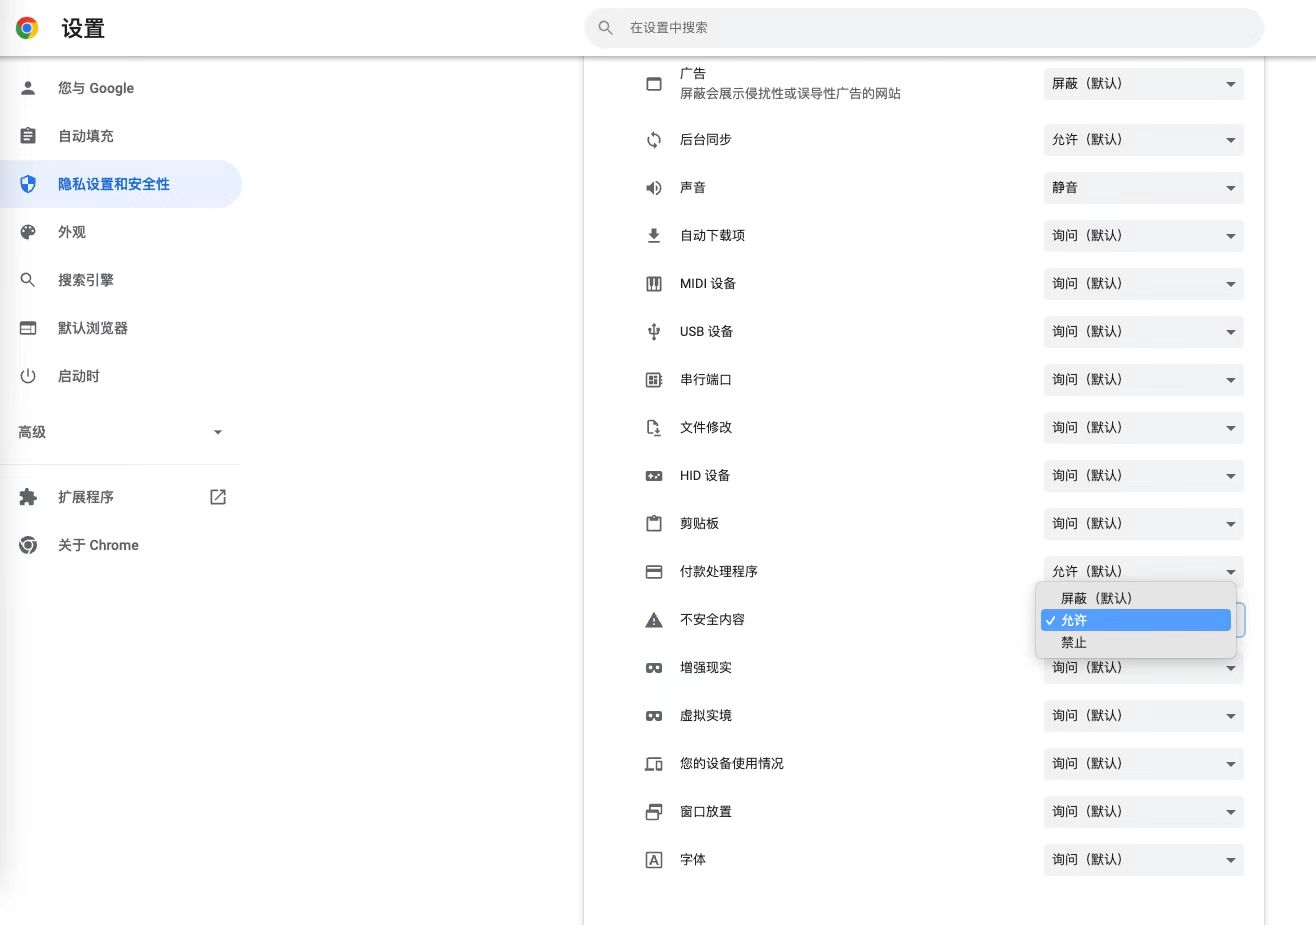 设置
在设置中搜索
您与 Google
自动填充
隐私设置和安全性
外观
搜索引擎
默认浏览器
启动时
高级
扩展程序
关于 Chrome
广告
屏蔽会展示侵扰性或误导性广告的网站
屏蔽（默认）
后台同步
允许（默认）
声音
静音
自动下载项
询问（默认）
MIDI 设备
询问（默认）
USB 设备
询问（默认）
串行端口
询问（默认）
文件修改
询问（默认）
HID 设备
询问（默认）
剪贴板
询问（默认）
付款处理程序
允许（默认）
不安全内容
屏蔽（默认）
允许
禁止
增强现实
询问（默认）
虚拟实境
询问（默认）
您的设备使用情况
询问（默认）
窗口放置
询问（默认）
字体
询问（默认）